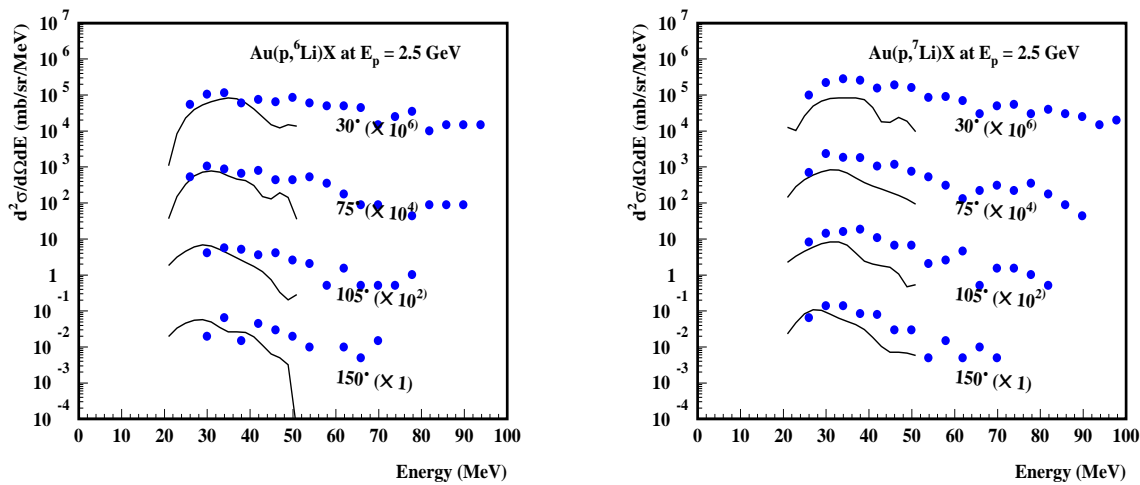 d²σ/dΩdE (mb/sr/MeV)
10⁷
10⁶
10⁵
10⁴
10³
10²
10
1
10⁻¹
10⁻²
10⁻³
10⁻⁴
Au(p,⁶Li)X at Eₚ = 2.5 GeV
30• (× 10⁶)
75• (× 10⁴)
105• (× 10²)
150• (× 1)
0 10 20 30 40 50 60 70 80 90 100
Energy (MeV)
d²σ/dΩdE (mb/sr/MeV)
10⁷
10⁶
10⁵
10⁴
10³
10²
10
1
10⁻¹
10⁻²
10⁻³
10⁻⁴
Au(p,⁷Li)X at Eₚ = 2.5 GeV
30• (× 10⁶)
75• (× 10⁴)
105• (× 10²)
150• (× 1)
0 10 20 30 40 50 60 70 80 90 100
Energy (MeV)